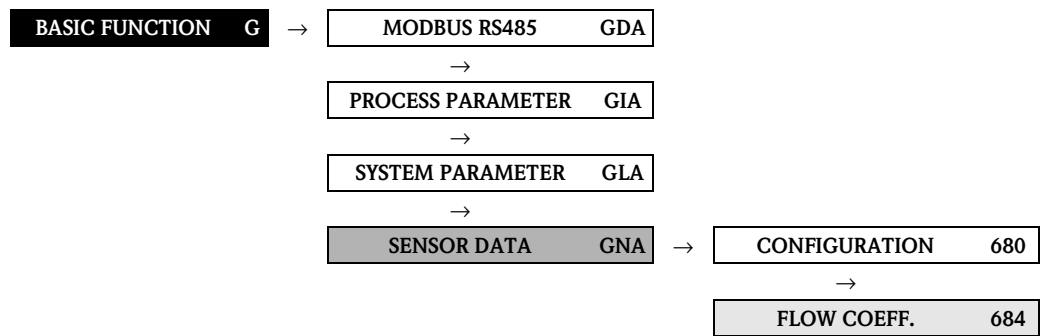 BASIC FUNCTION G → MODBUS RS485 GDA
→
PROCESS PARAMETER GIA
→
SYSTEM PARAMETER GLA
→
SENSOR DATA GNA → CONFIGURATION 680
→
FLOW COEFF. 684